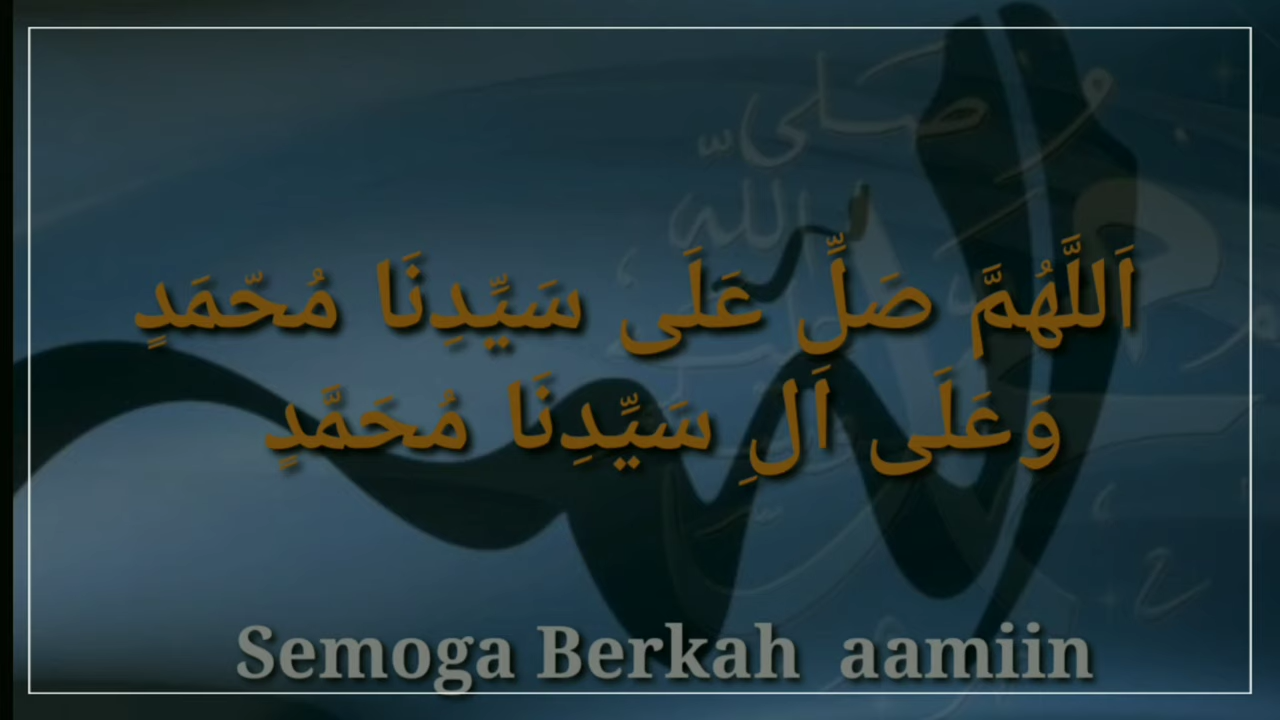 اَللَّهُمَّ صَلِّ عَلَى سَيِّدِنَا مُحّمَدٍ
وَعَلَى اَلِ سَيِّدِنَا مُحَمَّدٍ
Semoga Berkah aamiin